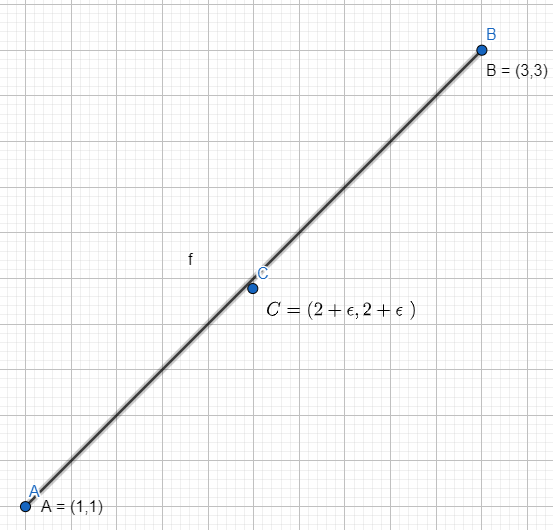 B
B = (3,3)
f
C
C = (2 + ϵ, 2 + ϵ )
A
A = (1,1)